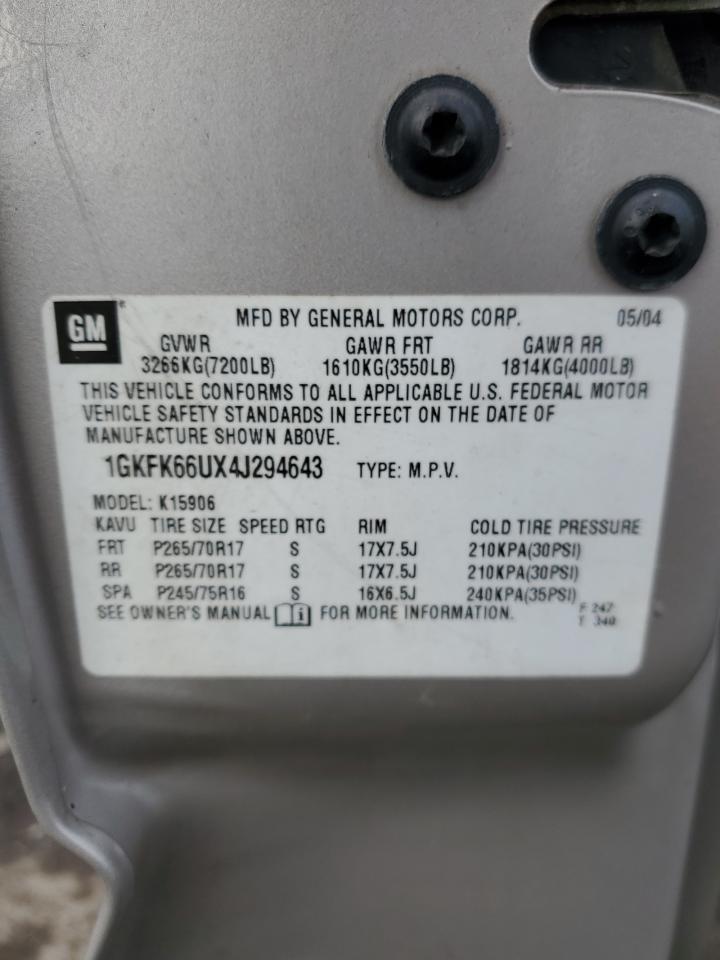 GM
MFD BY GENERAL MOTORS CORP. 05/04
GVWR GAWR FRT GAWR RR
3266KG(7200LB) 1610KG(3550LB) 1814KG(4000LB)
THIS VEHICLE CONFORMS TO ALL APPLICABLE U.S. FEDERAL MOTOR
VEHICLE SAFETY STANDARDS IN EFFECT ON THE DATE OF
MANUFACTURE SHOWN ABOVE.
1GKFK66UX4J294643 TYPE: M.P.V.
MODEL: K15906
KAVU TIRE SIZE SPEED RTG RIM COLD TIRE PRESSURE
FRT P265/70R17 S 17X7.5J 210KPA(30PSI)
RR P265/70R17 S 17X7.5J 210KPA(30PSI)
SPA P245/75R16 S 16X6.5J 240KPA(35PSI)
SEE OWNER'S MANUAL i FOR MORE INFORMATION.
F 247
T 340